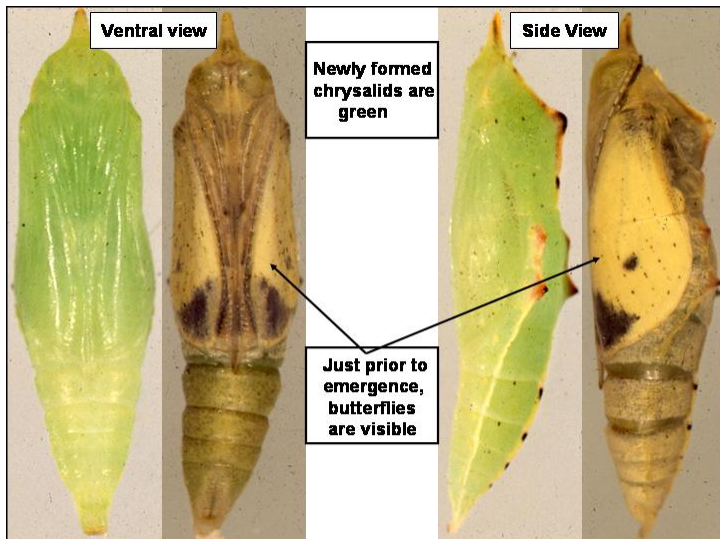 Ventral view
Side View
Newly formed
chrysalids are
green
Just prior to
emergence,
butterflies
are visible